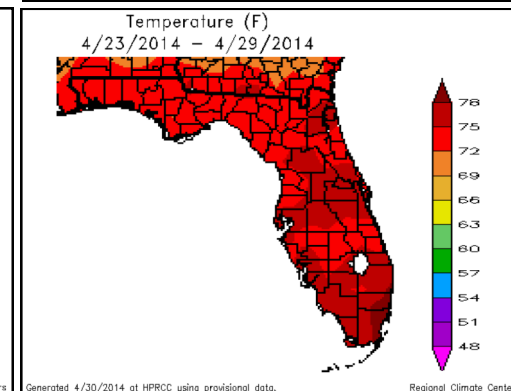 Temperature (F)
4/23/2014 – 4/29/2014
78
75
72
69
66
63
60
57
54
51
48
Generated 4/30/2014 at HPRCC using provisional data.
Regional Climate Cente